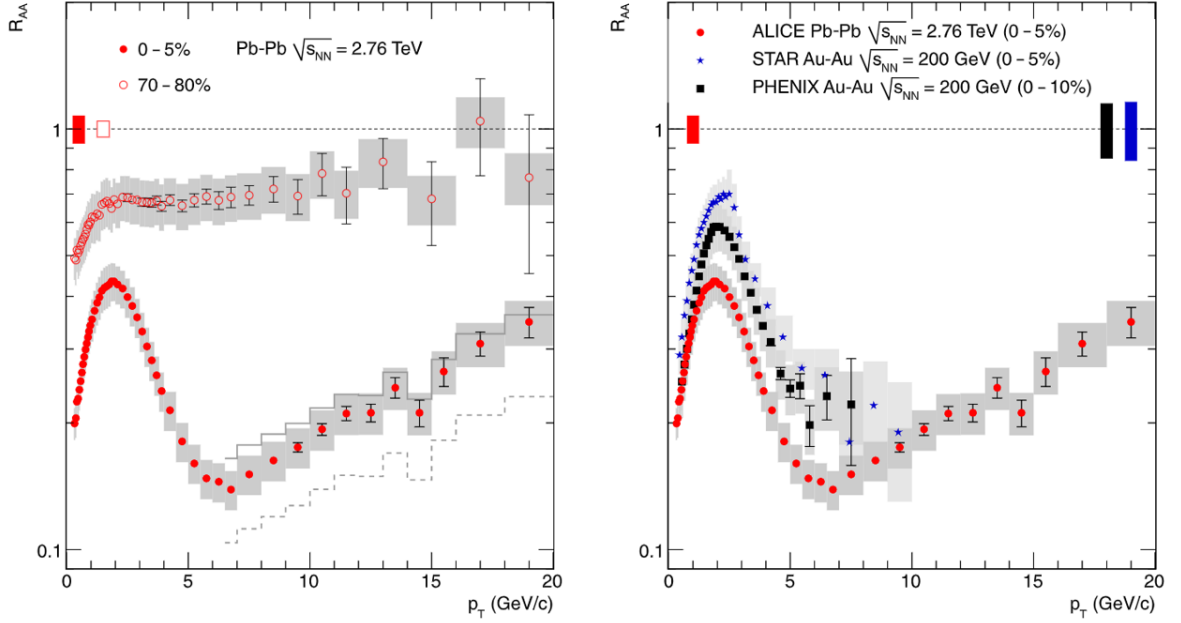 R_AA
0 – 5% Pb-Pb √s_NN = 2.76 TeV
70 – 80%
1
0.1
0 5 10 15 20
p_T (GeV/c)
R_AA
ALICE Pb-Pb √s_NN = 2.76 TeV (0 – 5%)
STAR Au-Au √s_NN = 200 GeV (0 – 5%)
PHENIX Au-Au √s_NN = 200 GeV (0 – 10%)
1
0.1
0 5 10 15 20
p_T (GeV/c)